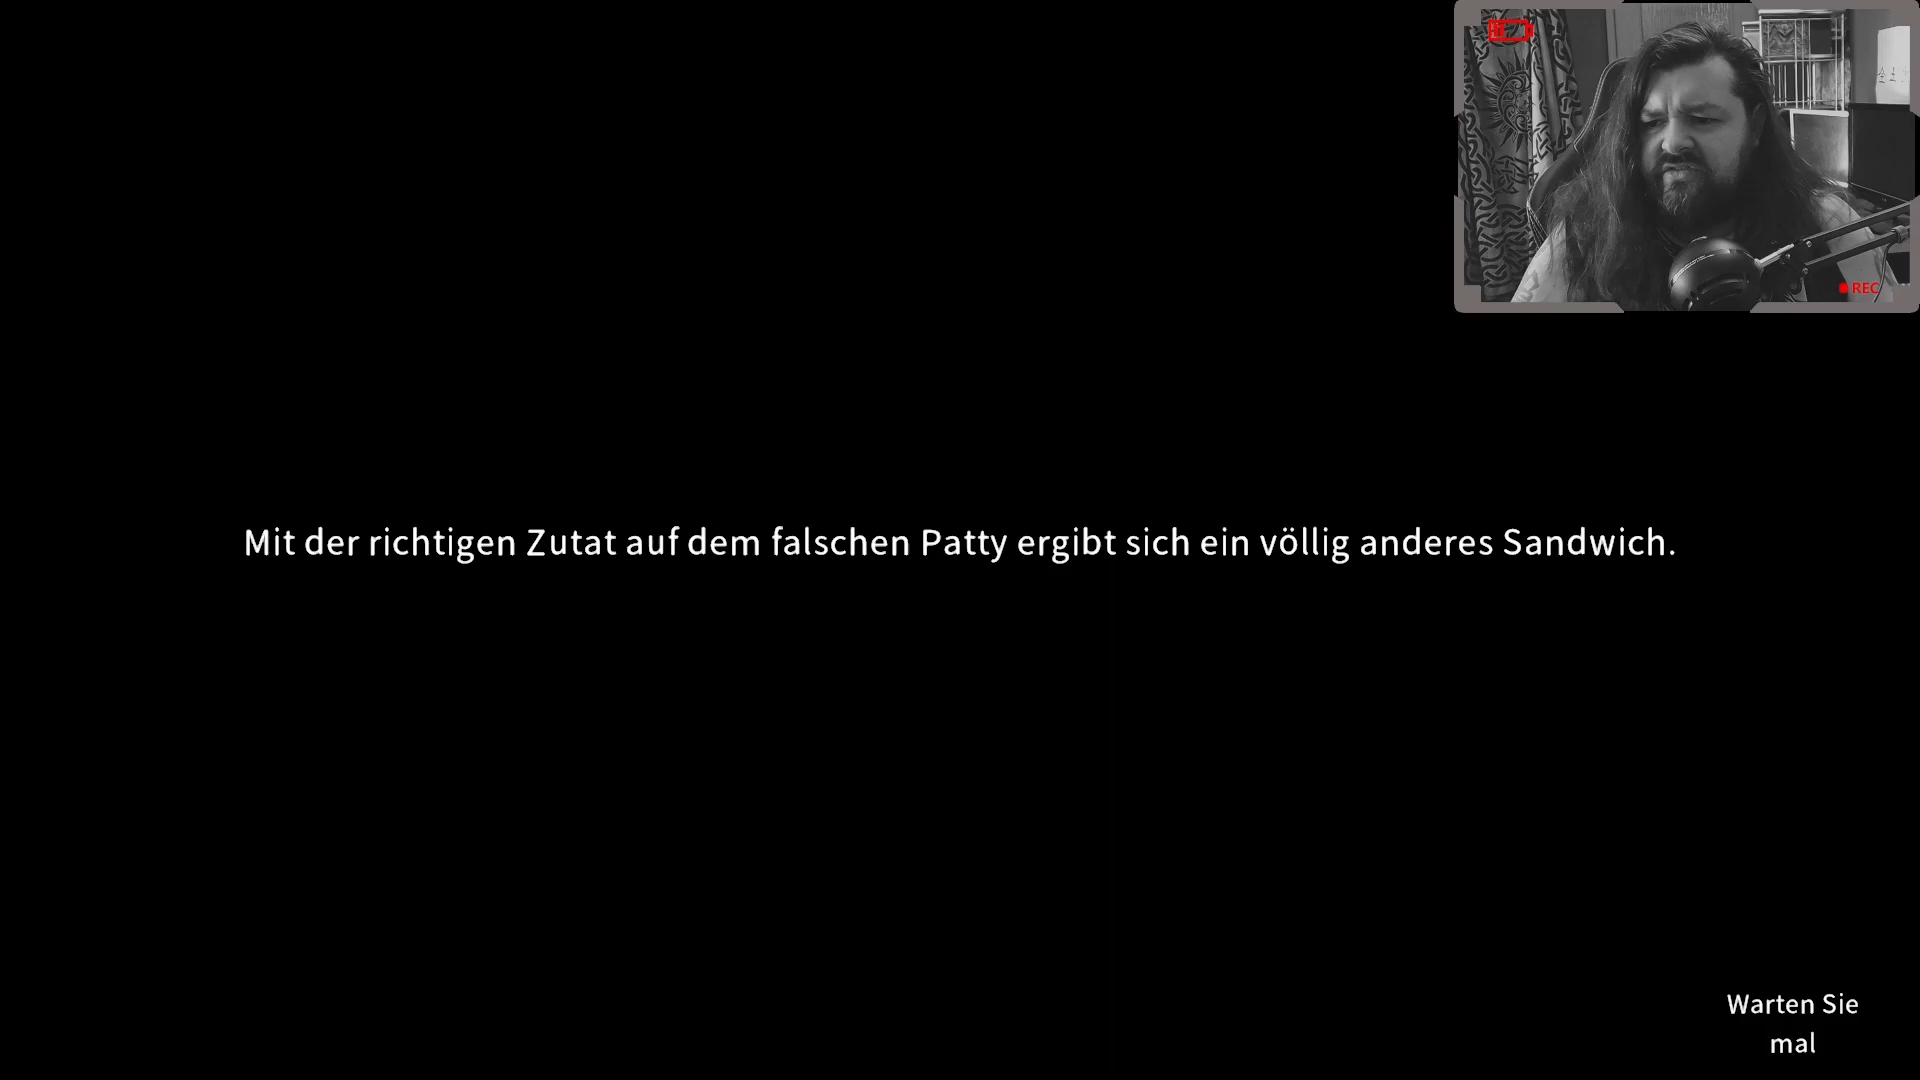 REC
Mit der richtigen Zutat auf dem falschen Patty ergibt sich ein völlig anderes Sandwich.
Warten Sie
mal